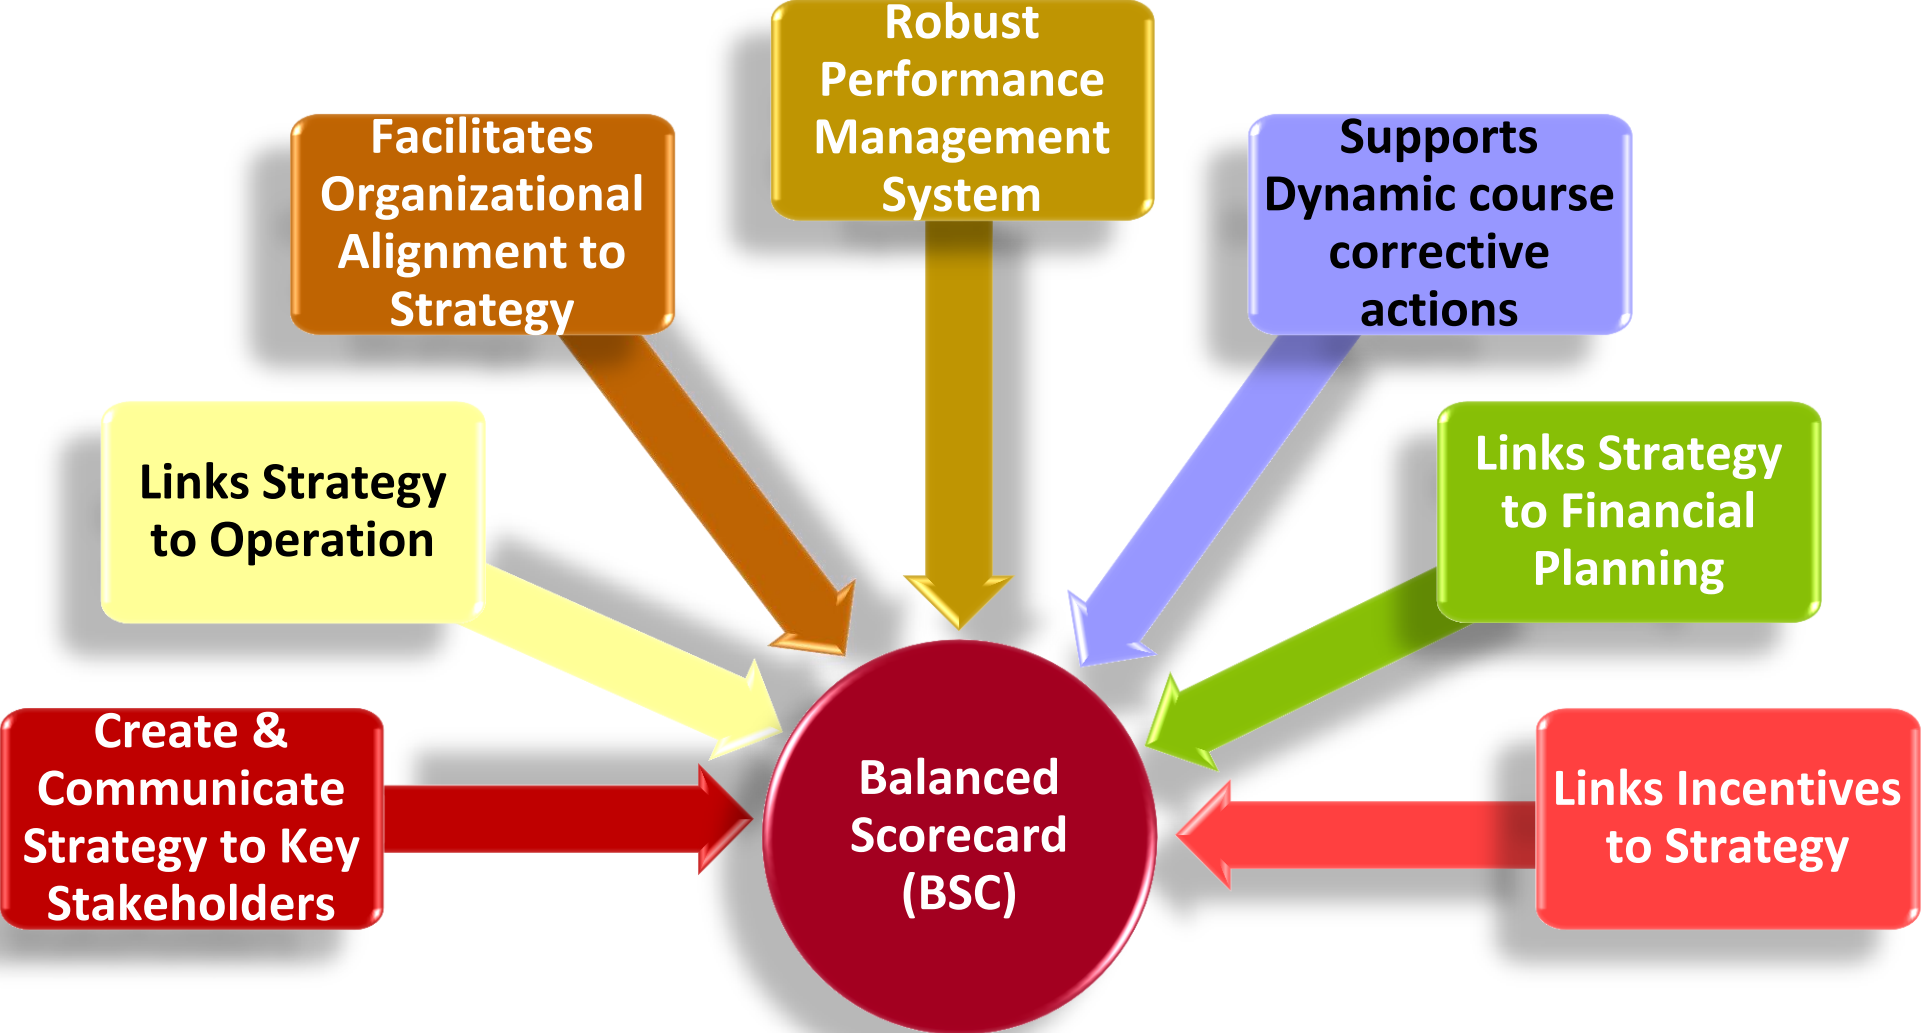 Robust
Performance
Management
System
Facilitates
Organizational
Alignment to
Strategy
Supports
Dynamic course
corrective
actions
Links Strategy
to Operation
Links Strategy
to Financial
Planning
Create &
Communicate
Strategy to Key
Stakeholders
Balanced
Scorecard
(BSC)
Links Incentives
to Strategy